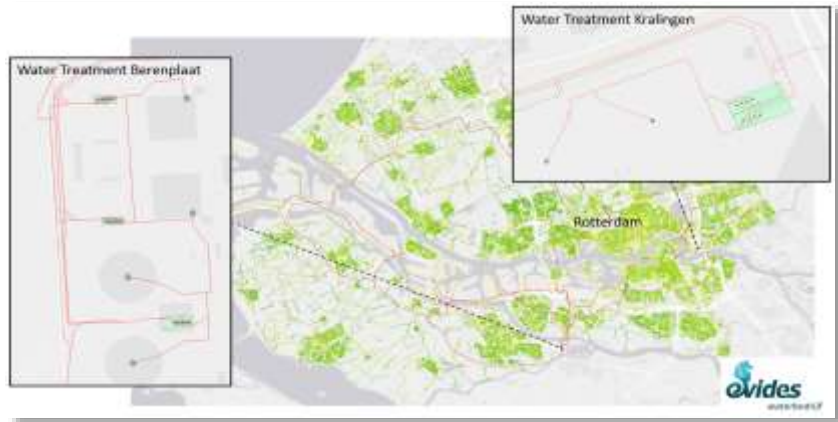 Water Treatment Kralingen
Water Treatment Berenplaat
Rotterdam
evides
waterbedrijf